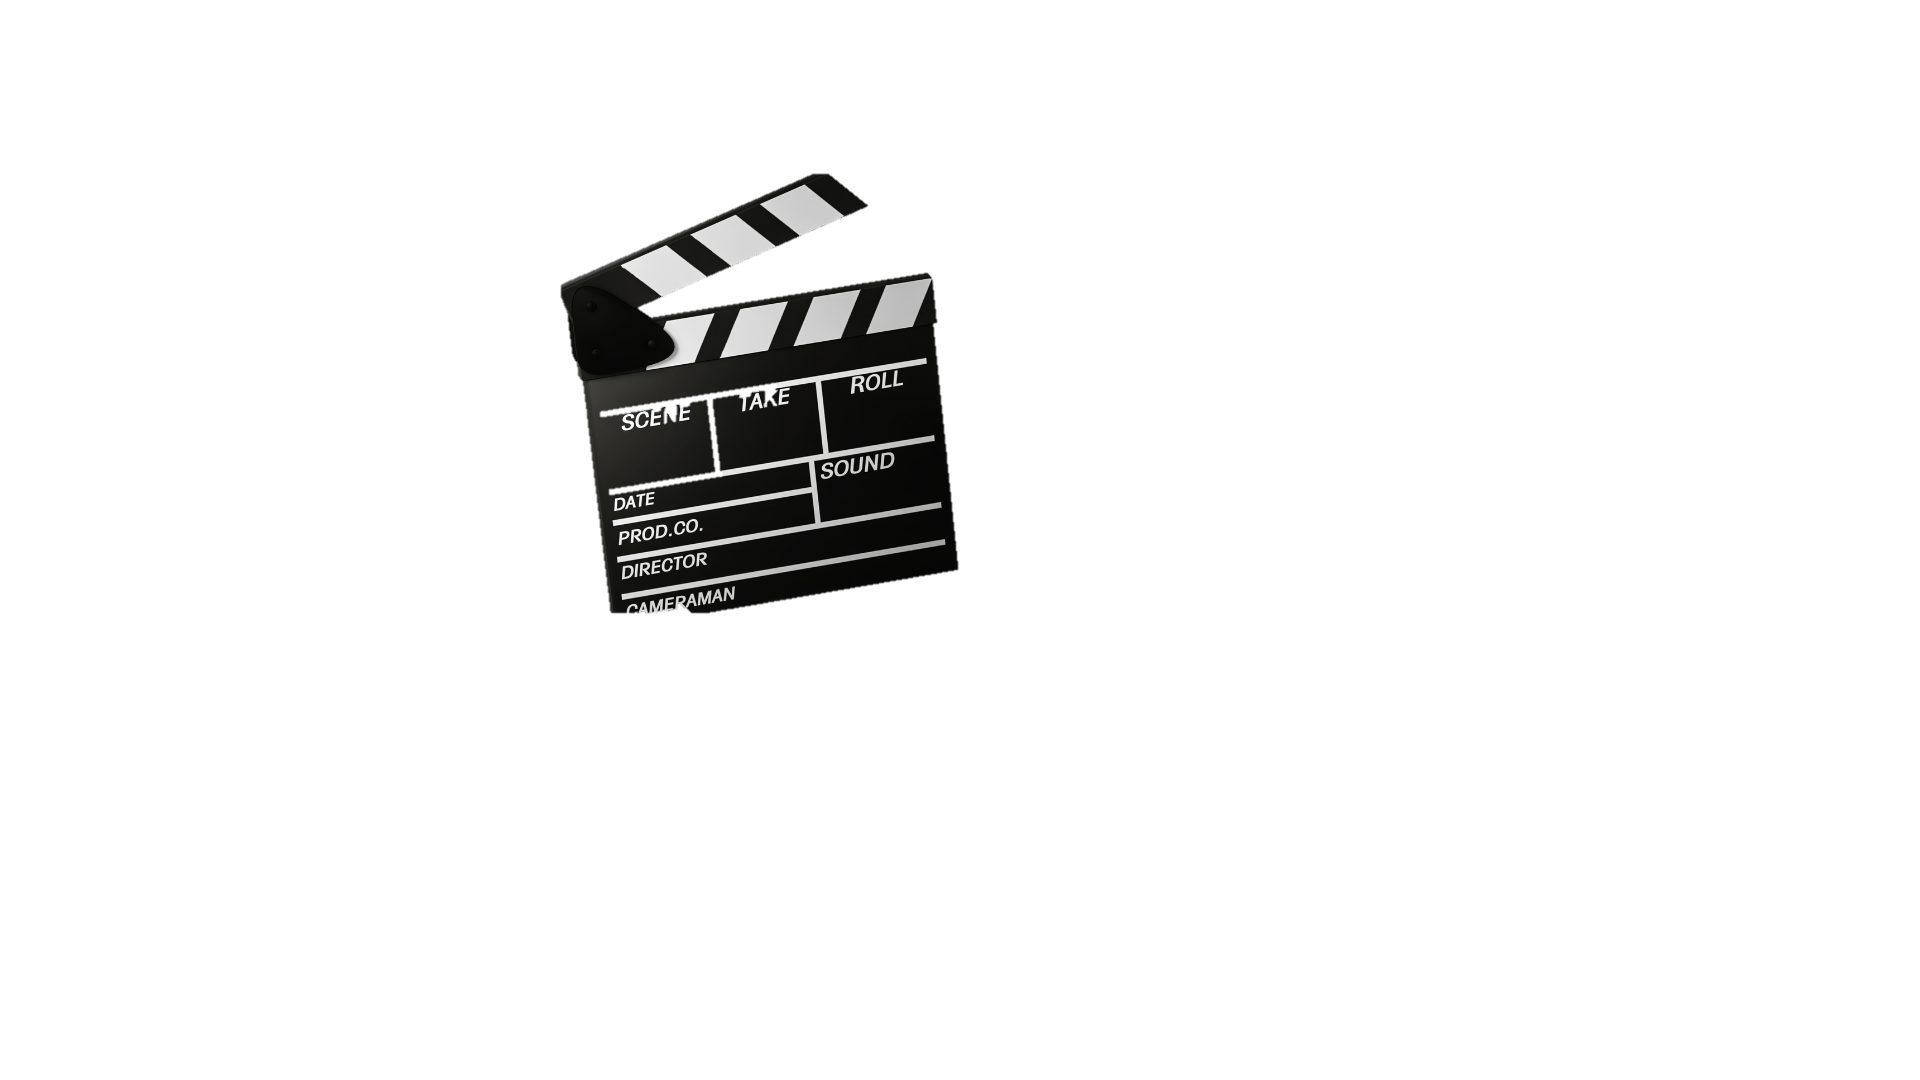 SCENE TAKE ROLL
SOUND
DATE
PROD.CO.
DIRECTOR
CAMERAMAN